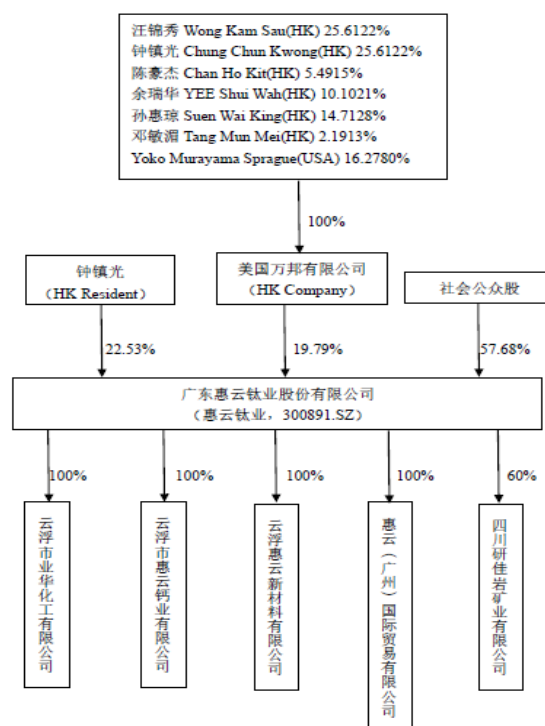 汪锦秀 Wong Kam Sau(HK) 25.6122%
钟镇光 Chung Chun Kwong(HK) 25.6122%
陈豪杰 Chan Ho Kit(HK) 5.4915%
余瑞华 YEE Shui Wah(HK) 10.1021%
孙惠琼 Suen Wai King(HK) 14.7128%
邓敏湄 Tang Mun Mei(HK) 2.1913%
Yoko Murayama Sprague(USA) 16.2780%
100%
钟镇光
（HK Resident）
美国万邦有限公司
（HK Company）
社会公众股
22.53%
19.79%
57.68%
广东惠云钛业股份有限公司
（惠云钛业，300891.SZ）
100%
100%
100%
100%
60%
云浮市业华化工有限公司
云浮市惠云钙业有限公司
云浮惠云新材料有限公司
惠云（广州）国际贸易有限公司
四川研佳岩矿业有限公司